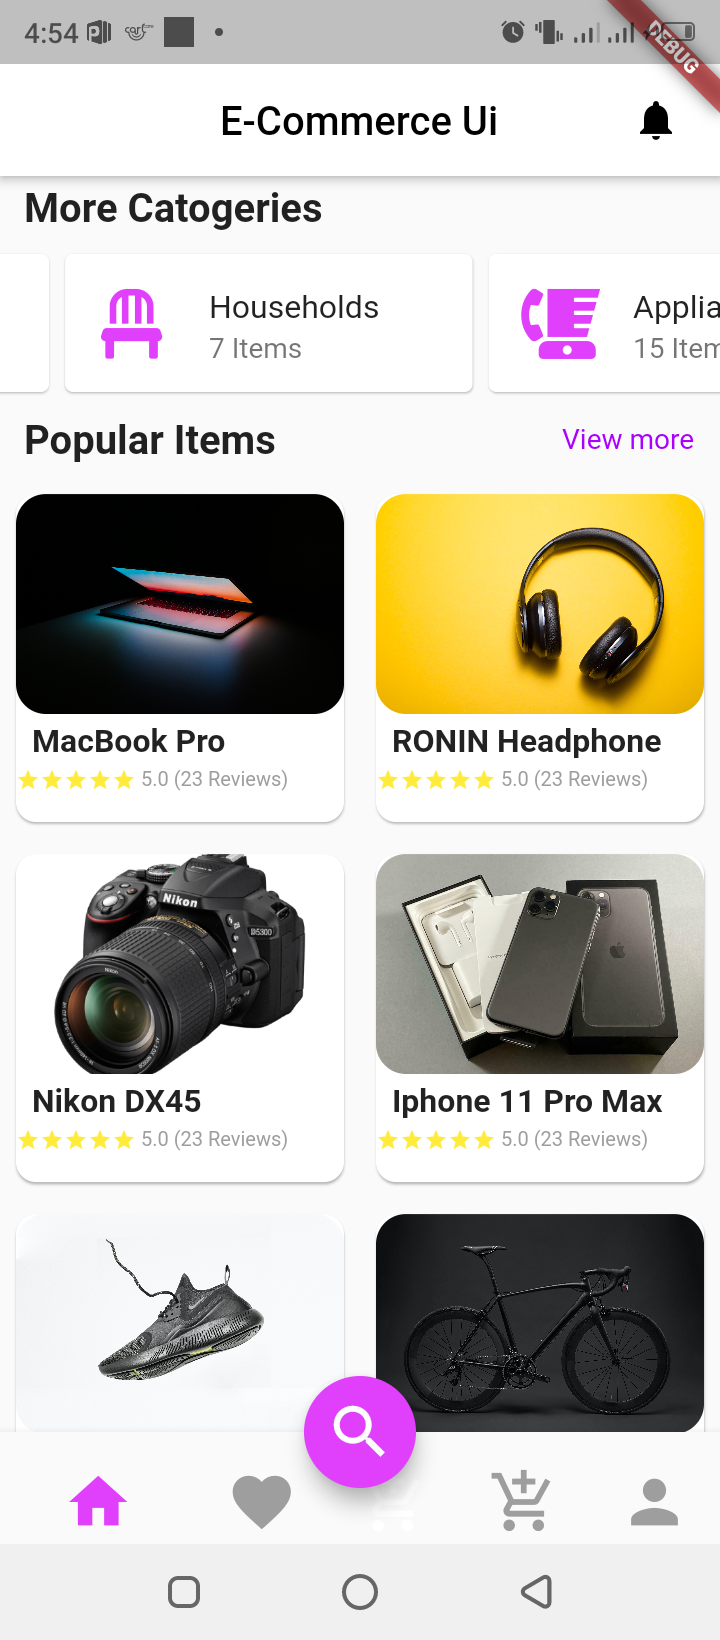 4:54
DEBUG
E-Commerce Ui
More Catogeries
Households
7 Items
Applia
15 Item
Popular Items
View more
MacBook Pro
5.0 (23 Reviews)
RONIN Headphone
5.0 (23 Reviews)
Nikon
D5300
Nikon DX45
5.0 (23 Reviews)
Iphone 11 Pro Max
5.0 (23 Reviews)